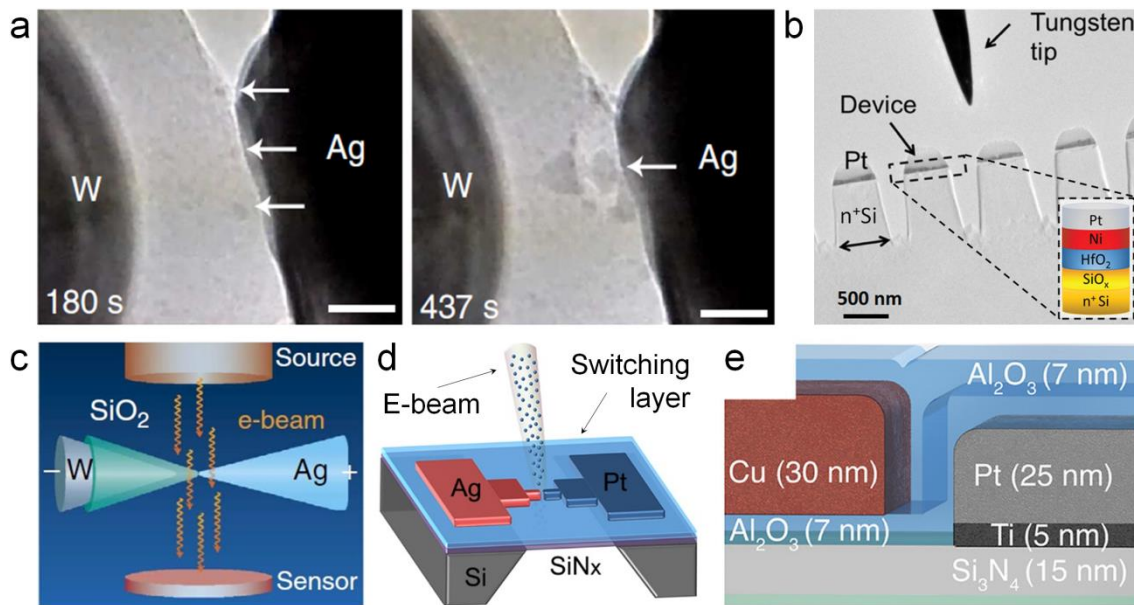 a
W
Ag
180 s
W
Ag
437 s
b
Tungsten
tip
Device
Pt
n⁺Si
500 nm
Pt
Ni
HfO₂
SiOₓ
n⁺ Si
c
Source
SiO₂
e-beam
− W
Ag +
Sensor
d
E-beam
Switching
layer
Ag
Pt
Si
SiNx
e
Al₂O₃ (7 nm)
Cu (30 nm)
Pt (25 nm)
Al₂O₃ (7 nm)
Ti (5 nm)
Si₃N₄ (15 nm)